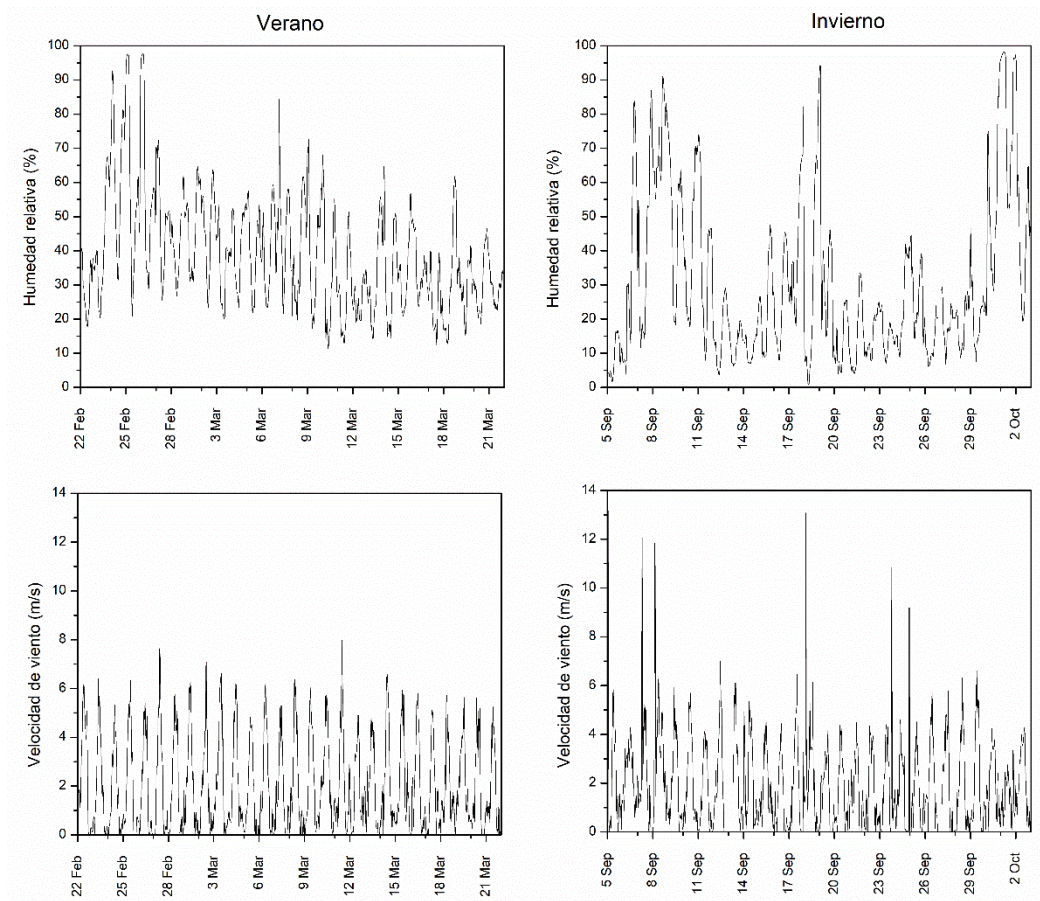 Verano
Humedad relativa (%)
100
90
80
70
60
50
40
30
20
10
0
22 Feb
25 Feb
28 Feb
3 Mar
6 Mar
9 Mar
12 Mar
15 Mar
18 Mar
21 Mar
Invierno
Humedad relativa (%)
100
90
80
70
60
50
40
30
20
10
0
5 Sep
8 Sep
11 Sep
14 Sep
17 Sep
20 Sep
23 Sep
26 Sep
29 Sep
2 Oct
Velocidad de viento (m/s)
14
12
10
8
6
4
2
0
22 Feb
25 Feb
28 Feb
3 Mar
6 Mar
9 Mar
12 Mar
15 Mar
18 Mar
21 Mar
Velocidad de viento (m/s)
14
12
10
8
6
4
2
0
5 Sep
8 Sep
11 Sep
14 Sep
17 Sep
20 Sep
23 Sep
26 Sep
29 Sep
2 Oct